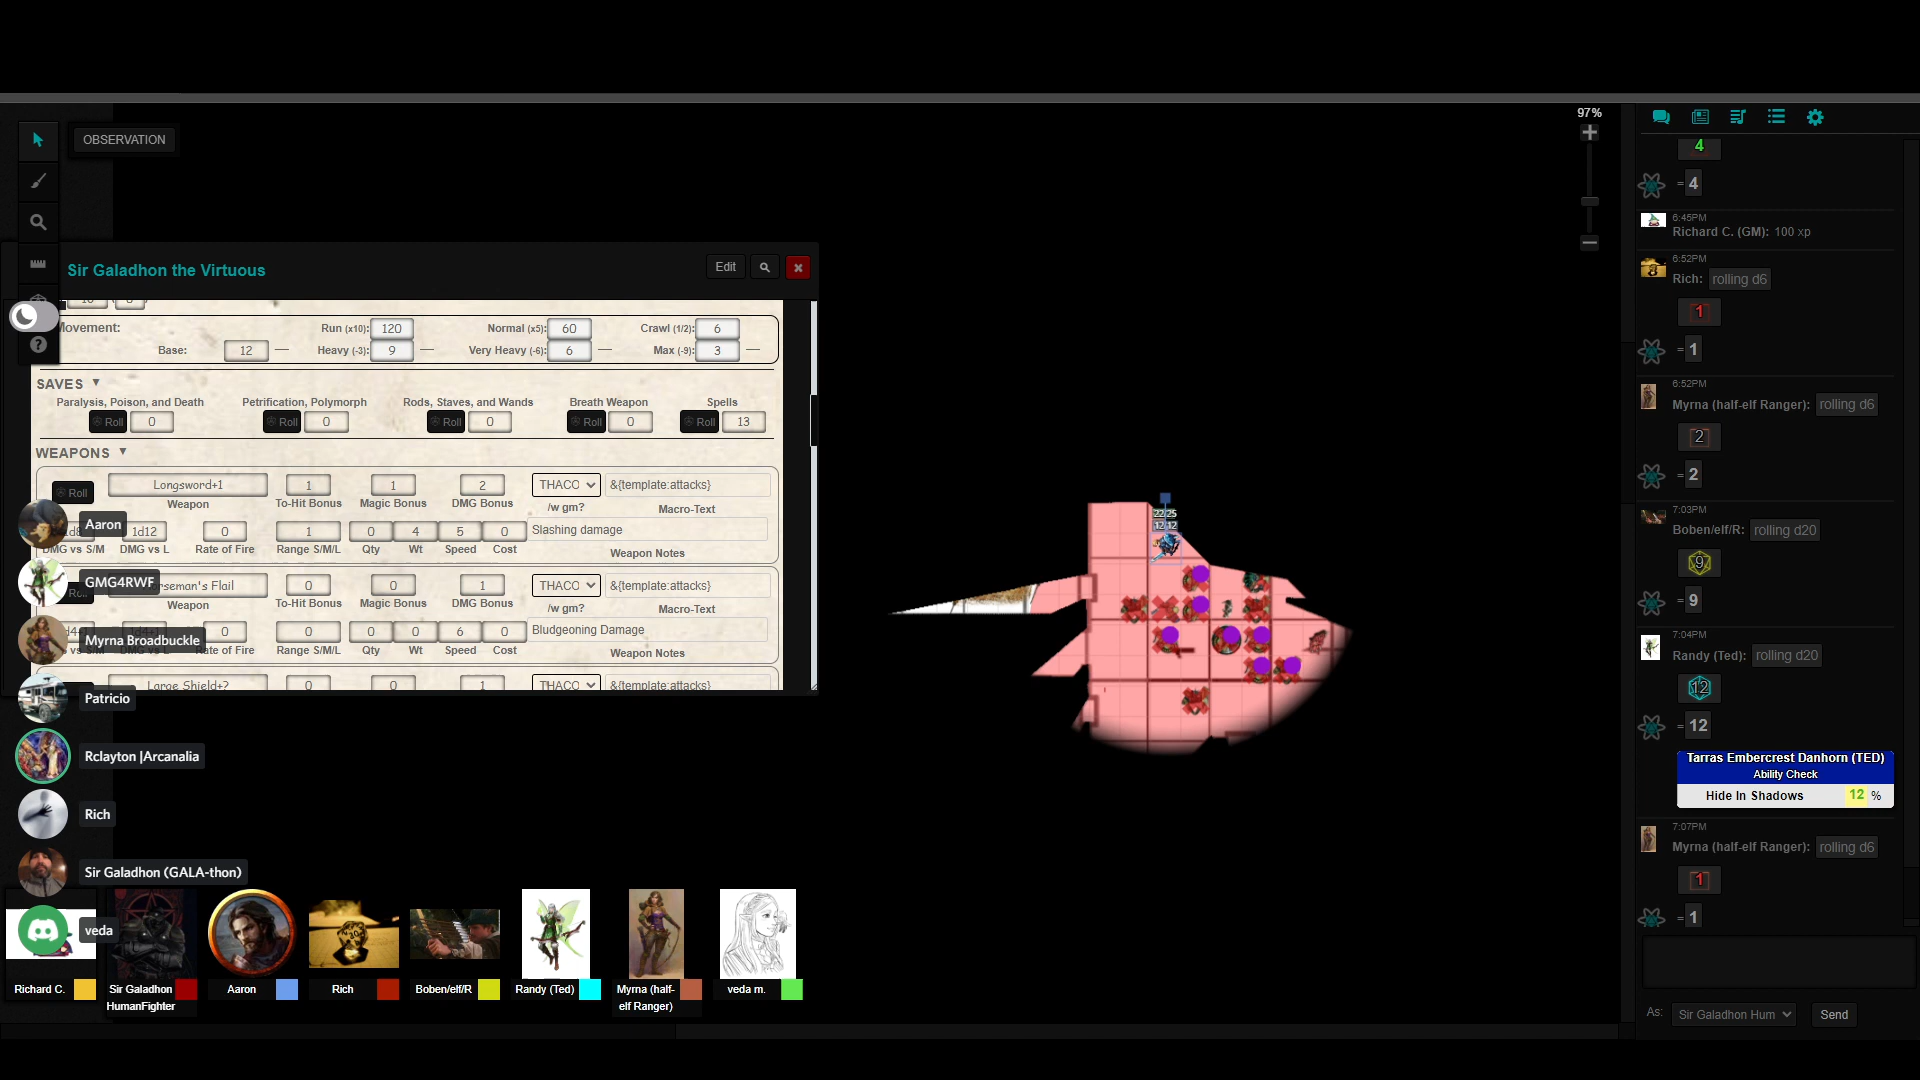 97%
OBSERVATION
Sir Galadhon the Virtuous
Edit
Movement:
Run (x10): 120
Normal (x5): 60
Crawl (1/2): 6
Base: 12
Heavy (-3): 9
Very Heavy (-6): 6
Max (-9): 3
SAVES
Paralysis, Poison, and Death
Petrification, Polymorph
Rods, Staves, and Wands
Breath Weapon
Spells
Roll 0
Roll 0
Roll 0
Roll 0
Roll 13
WEAPONS
Roll
Longsword+1
1
1
2
THAC0
&{template:attacks}
Weapon
To-Hit Bonus
Magic Bonus
DMG Bonus
/w gm?
Macro-Text
1d12
0
1
0
4
5
0
Slashing damage
DMG vs S/M
DMG vs L
Rate of Fire
Range S/M/L
Qty
Wt
Speed
Cost
Weapon Notes
0
0
1
THAC0
&{template:attacks}
Weapon
To-Hit Bonus
Magic Bonus
DMG Bonus
/w gm?
Macro-Text
0
0
0
0
6
0
Bludgeoning Damage
Rate of Fire
Range S/M/L
Qty
Wt
Speed
Cost
Weapon Notes
Large Shield+?
0
0
1
THAC0
&{template:attacks}
Aaron
GMG4RWF
Myrna Broadbuckle
Patricio
Rclayton |Arcanalia
Rich
Sir Galadhon (GALA-thon)
veda
Richard C.
Sir Galadhon
HumanFighter
Aaron
Rich
Boben/elf/R
Randy (Ted)
Myrna (half-
elf Ranger)
veda m.
22 25
12 12
4
= 4
6:45PM
Richard C. (GM): 100 xp
6:52PM
Rich: rolling d6
1
= 1
6:52PM
Myrna (half-elf Ranger): rolling d6
2
= 2
7:03PM
Boben/elf/R: rolling d20
9
= 9
7:04PM
Randy (Ted): rolling d20
12
= 12
Tarras Embercrest Danhorn (TED)
Ability Check
Hide In Shadows 12 %
7:07PM
Myrna (half-elf Ranger): rolling d6
1
= 1
As: Sir Galadhon Hum
Send